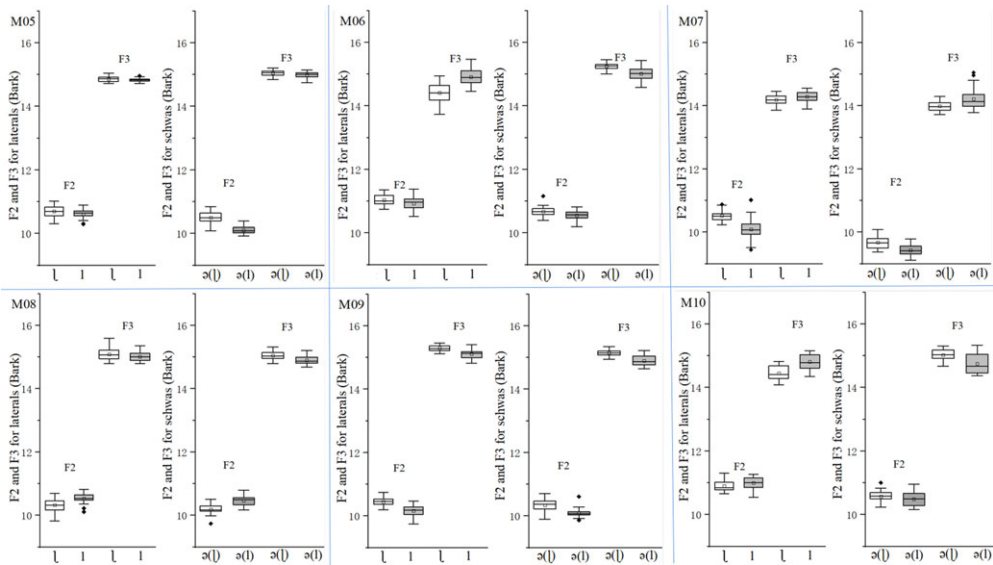 M05
F2 and F3 for laterals (Bark)
16
14
12
10
F3
F2
ɭ l ɭ l
F2 and F3 for schwas (Bark)
16
14
12
10
F3
F2
ə(ɭ) ə(l) ə(ɭ) ə(l)
M06
F2 and F3 for laterals (Bark)
16
14
12
10
F3
F2
ɭ l ɭ l
F2 and F3 for schwas (Bark)
16
14
12
10
F3
F2
ə(ɭ) ə(l) ə(ɭ) ə(l)
M07
F2 and F3 for laterals (Bark)
16
14
12
10
F3
F2
ɭ l ɭ l
F2 and F3 for schwas (Bark)
16
14
12
10
F3
F2
ə(ɭ) ə(l) ə(ɭ) ə(l)
M08
F2 and F3 for laterals (Bark)
16
14
12
10
F3
F2
ɭ l ɭ l
F2 and F3 for schwas (Bark)
16
14
12
10
F3
F2
ə(ɭ) ə(l) ə(ɭ) ə(l)
M09
F2 and F3 for laterals (Bark)
16
14
12
10
F3
F2
ɭ l ɭ l
F2 and F3 for schwas (Bark)
16
14
12
10
F3
F2
ə(ɭ) ə(l) ə(ɭ) ə(l)
M10
F2 and F3 for laterals (Bark)
16
14
12
10
F3
F2
ɭ l ɭ l
F2 and F3 for schwas (Bark)
16
14
12
10
F3
F2
ə(ɭ) ə(l) ə(ɭ) ə(l)